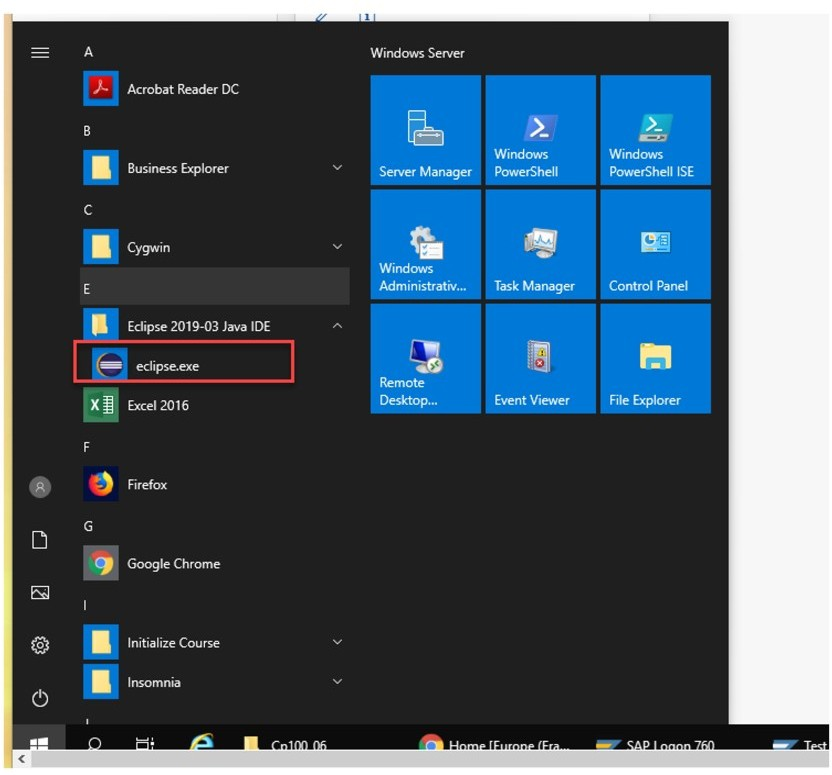 A
Acrobat Reader DC
B
Business Explorer
C
Cygwin
E
Eclipse 2019-03 Java IDE
eclipse.exe
Excel 2016
F
Firefox
G
Google Chrome
I
Initialize Course
Insomnia
Windows Server
Server Manager
Windows
PowerShell
Windows
PowerShell ISE
Windows
Administrativ...
Task Manager
Control Panel
Remote
Desktop...
Event Viewer
File Explorer
Cp100_06
Home [Europe (Fra...
SAP Logon 760
Test